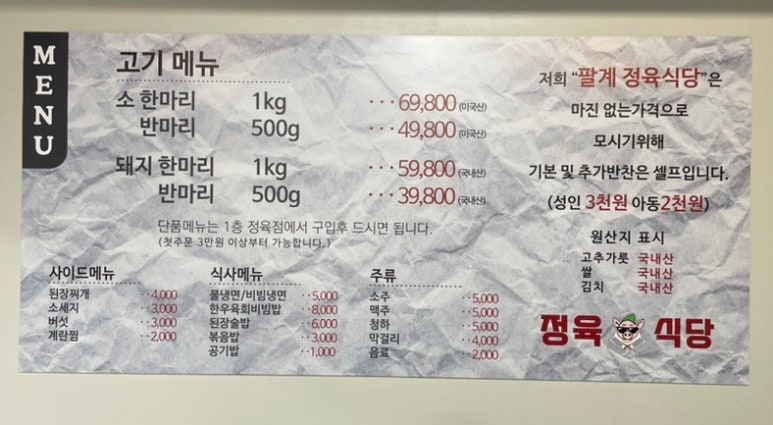 MENU
고기 메뉴
소 한마리 1kg ···69,800 (미국산)
반마리 500g ···49,800 (미국산)
돼지 한마리 1kg ···59,800 (국내산)
반마리 500g ···39,800 (국내산)
단품메뉴는 1층 정육점에서 구입후 드시면 됩니다.
(첫주문 3만원 이상부터 가능합니다.)
사이드메뉴
된장찌개 ··4,000
소세지 ··3,000
버섯 ··3,000
계란찜 ··2,000
식사메뉴
물냉면/비빔냉면 ··5,000
한우육회비빔밥 ··8,000
된장술밥 ··6,000
볶음밥 ··3,000
공기밥 ··1,000
주류
소주 ··5,000
맥주 ··5,000
청하 ··5,000
막걸리 ··4,000
음료 ··2,000
저희 "팔계 정육식당"은
마진 없는가격으로
모시기위해
기본 및 추가반찬은 셀프입니다.
(성인 3천원 아동2천원)
원산지 표시
고추가룻 국내산
쌀 국내산
김치 국내산
정육 식당